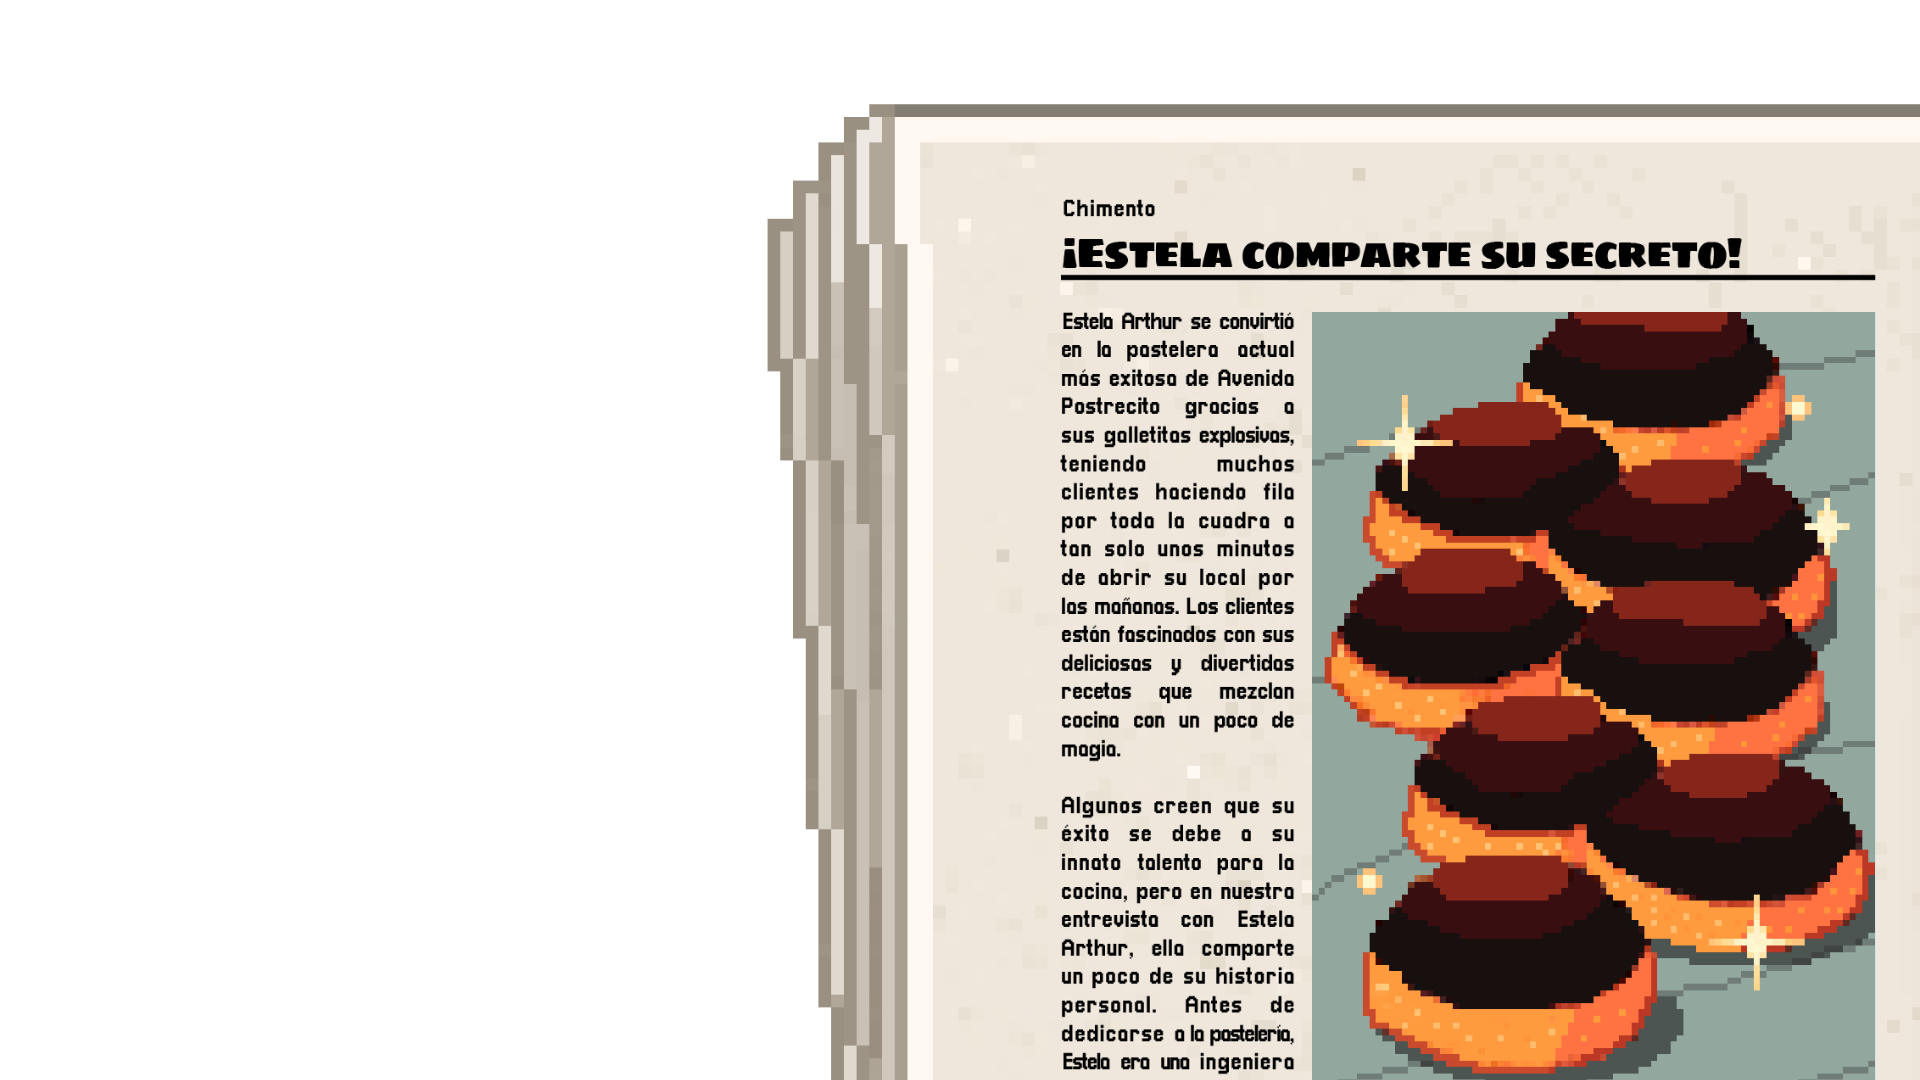 Chimento
¡ESTELA COMPARTE SU SECRETO!
Estela Arthur se convirtió
en la pastelera actual
más exitosa de Avenida
Postrecito gracias a
sus galletitas explosivas,
teniendo muchos
clientes haciendo fila
por toda la cuadra a
tan solo unos minutos
de abrir su local por
las mañanas. Los clientes
están fascinados con sus
deliciosas y divertidas
recetas que mezclan
cocina con un poco de
magia.
Algunos creen que su
éxito se debe a su
innato talento para la
cocina, pero en nuestra
entrevista con Estela
Arthur, ella comparte
un poco de su historia
personal. Antes de
dedicarse a la pastelería,
Estela era una ingeniera